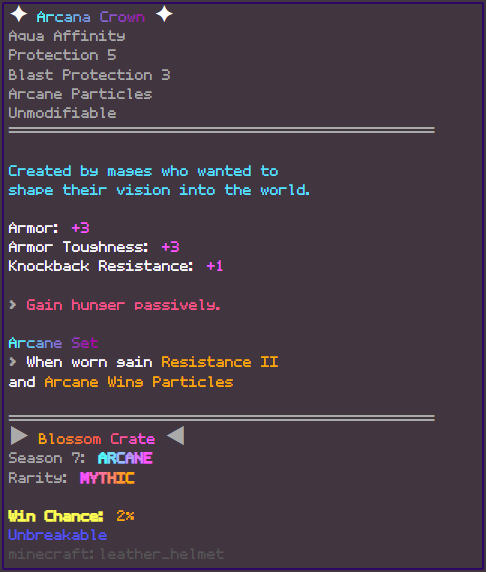 ✦ Arcana Crown ✦
Aqua Affinity
Protection 5
Blast Protection 3
Arcane Particles
Unmodifiable
Created by mages who wanted to
shape their vision into the world.
Armor: +3
Armor Toughness: +3
Knockback Resistance: +1
> Gain hunger passively.
Arcane Set
> When worn gain Resistance II
and Arcane Wing Particles
▶ Blossom Crate ◀
Season 7: ARCANE
Rarity: MYTHIC
Win Chance: 2%
Unbreakable
minecraft:leather_helmet